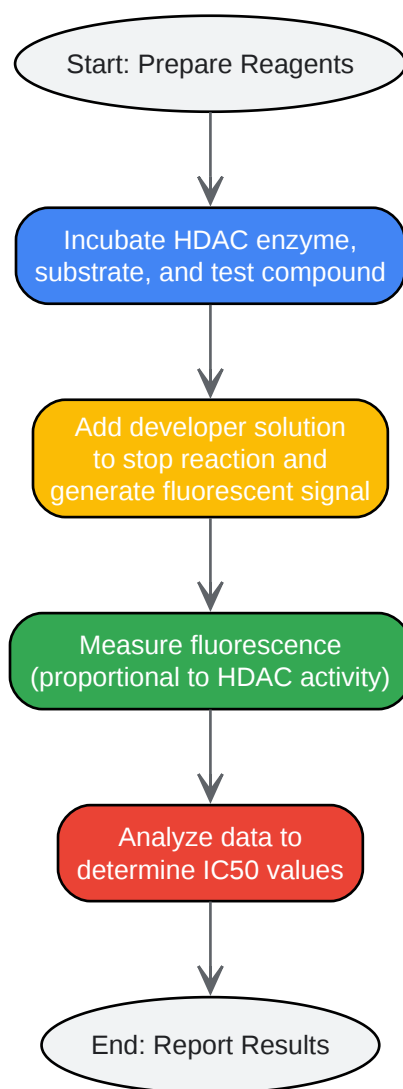 Start: Prepare Reagents
Incubate HDAC enzyme,
substrate, and test compound
Add developer solution
to stop reaction and
generate fluorescent signal
Measure fluorescence
(proportional to HDAC activity)
Analyze data to
determine IC50 values
End: Report Results